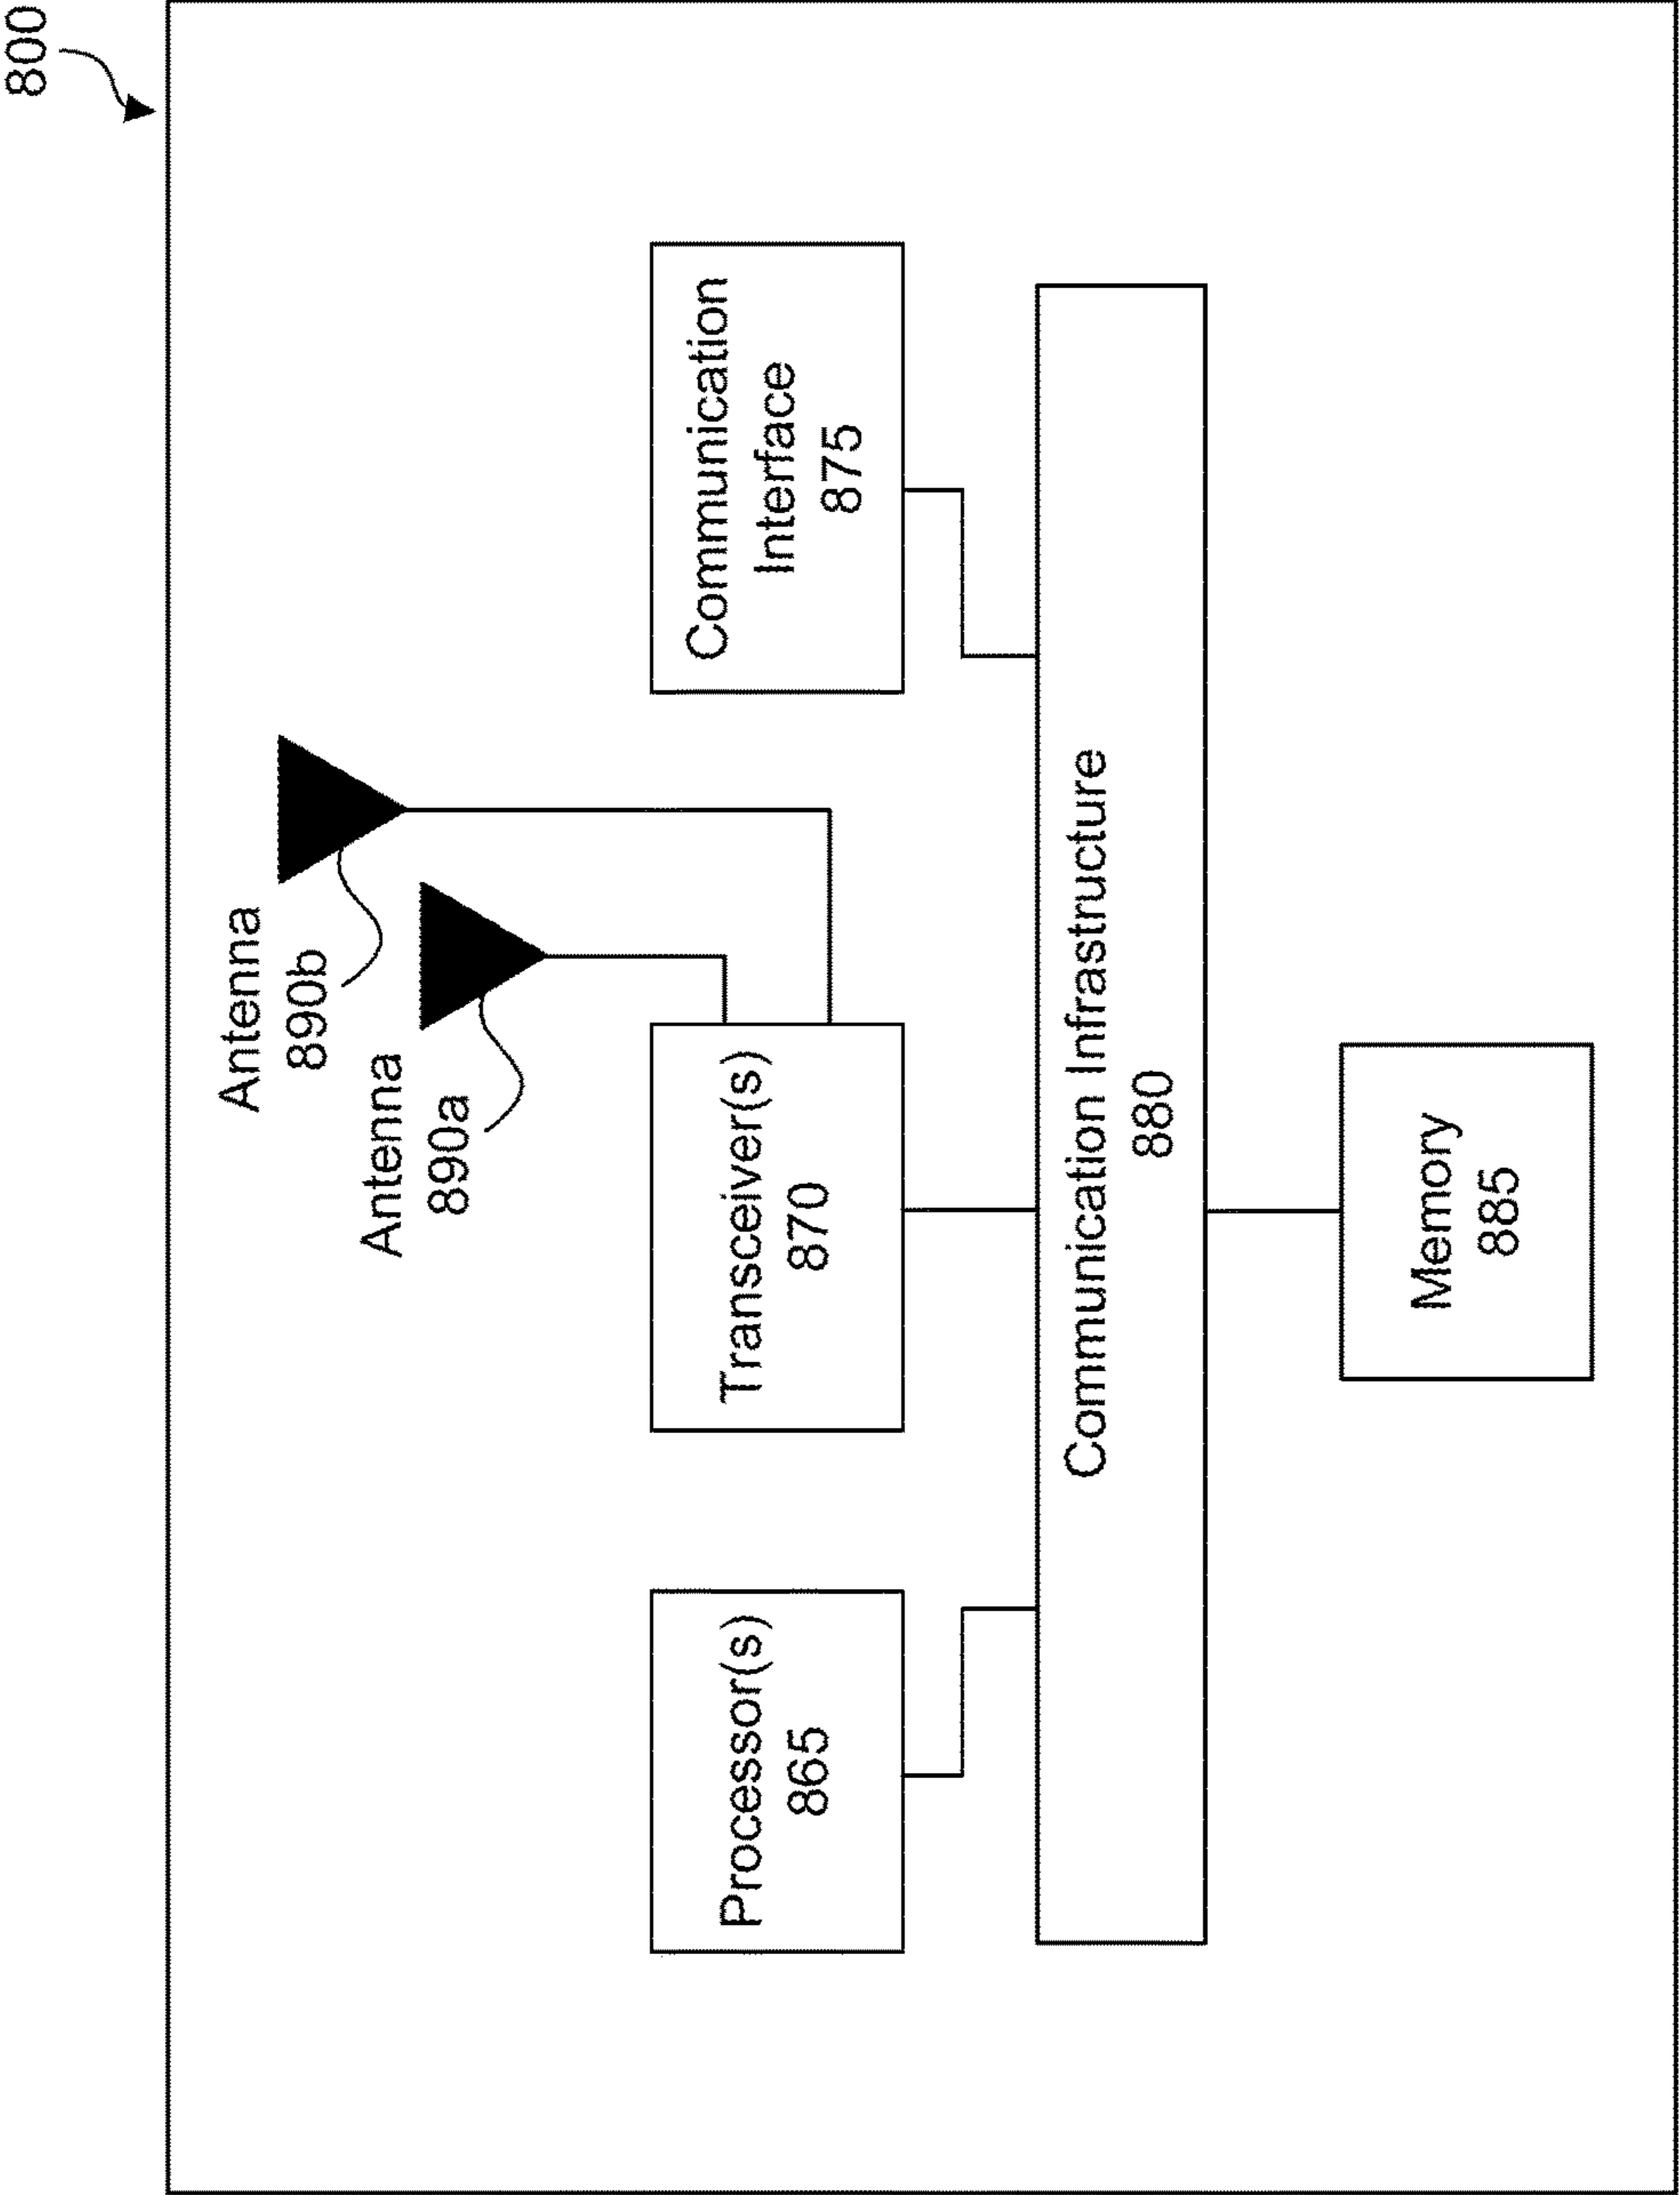 800
Antenna
890b
Antenna
890a
Processor(s)
865
Transceiver(s)
870
Communication
Interface
875
Communication Infrastructure
880
Memory
885